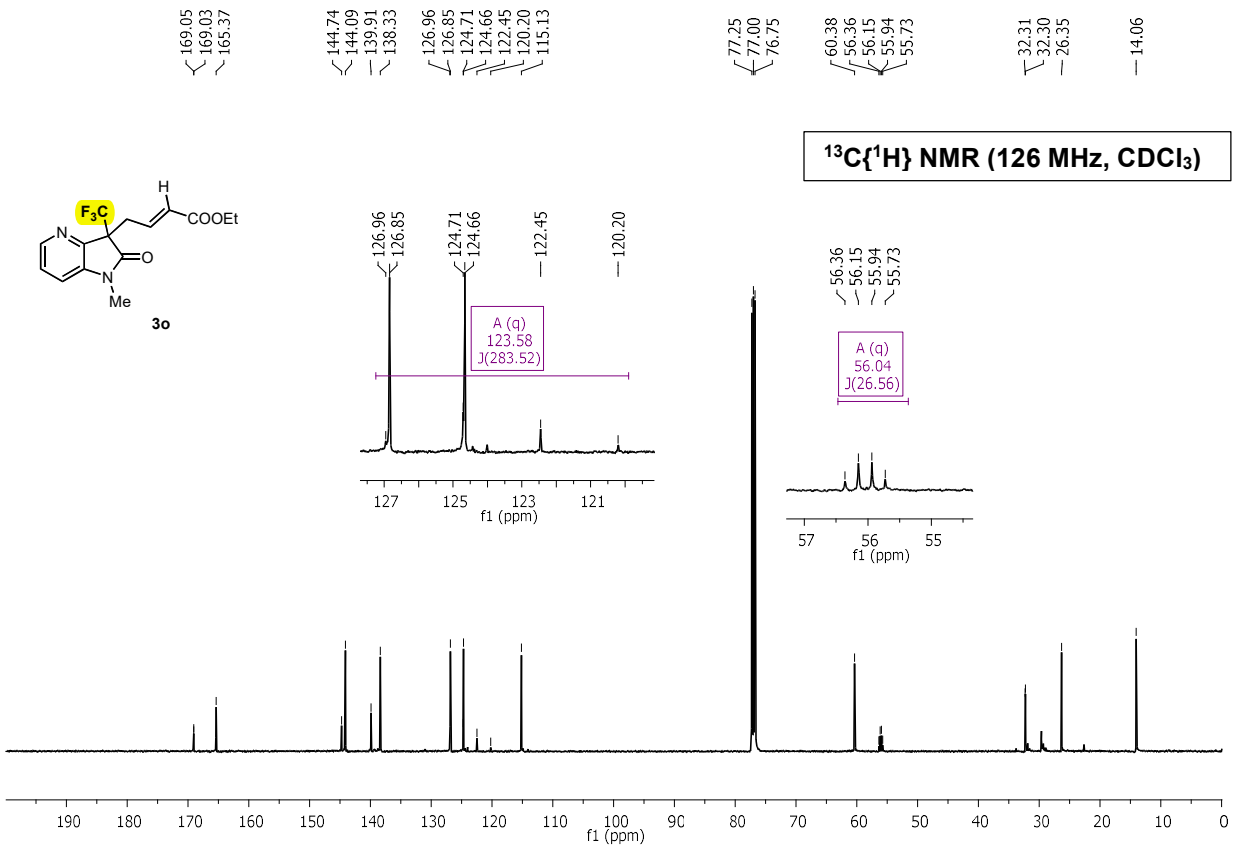 169.05
169.03
165.37
144.74
144.09
139.91
138.33
126.96
126.85
124.71
124.66
122.45
120.20
115.13
77.25
77.00
76.75
60.38
56.36
56.15
55.94
55.73
32.31
32.30
26.35
14.06
¹³C{¹H} NMR (126 MHz, CDCl₃)
H
F₃C
COOEt
N
O
N
Me
3o
126.96
126.85
124.71
124.66
122.45
120.20
A (q)
123.58
J(283.52)
127 125 123 121
f1 (ppm)
56.36
56.15
55.94
55.73
A (q)
56.04
J(26.56)
57 56 55
f1 (ppm)
190 180 170 160 150 140 130 120 110 100 90 80 70 60 50 40 30 20 10 0
f1 (ppm)